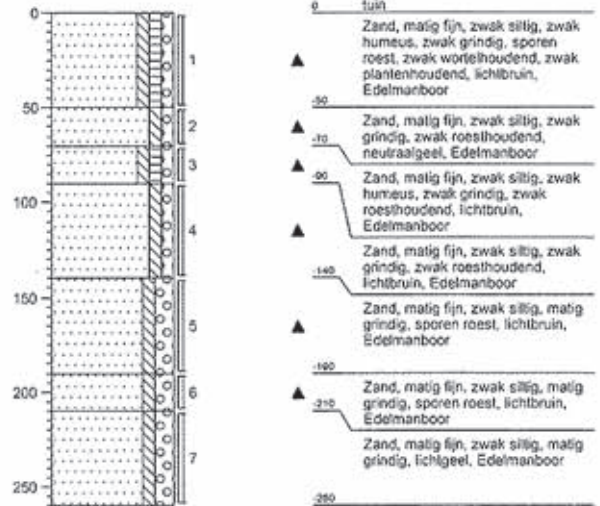 0
50
100
150
200
250
1
2
3
4
5
6
7
0 tuin
Zand, matig fijn, zwak siltig, zwak
humeus, zwak grindig, sporen
roest, zwak wortelhoudend, zwak
plantenhoudend, lichtbruin,
Edelmanboor
-50
Zand, matig fijn, zwak siltig, zwak
grindig, zwak roesthoudend,
neutraalgeel, Edelmanboor
-70
Zand, matig fijn, zwak siltig, zwak
humeus, zwak grindig, zwak
roesthoudend, lichtbruin,
Edelmanboor
-90
Zand, matig fijn, zwak siltig, zwak
grindig, zwak roesthoudend,
lichtbruin, Edelmanboor
-140
Zand, matig fijn, zwak siltig, matig
grindig, sporen roest, lichtbruin,
Edelmanboor
-190
Zand, matig fijn, zwak siltig, matig
grindig, sporen roest, lichtbruin,
Edelmanboor
-210
Zand, matig fijn, zwak siltig, matig
grindig, lichtgeel, Edelmanboor
-260